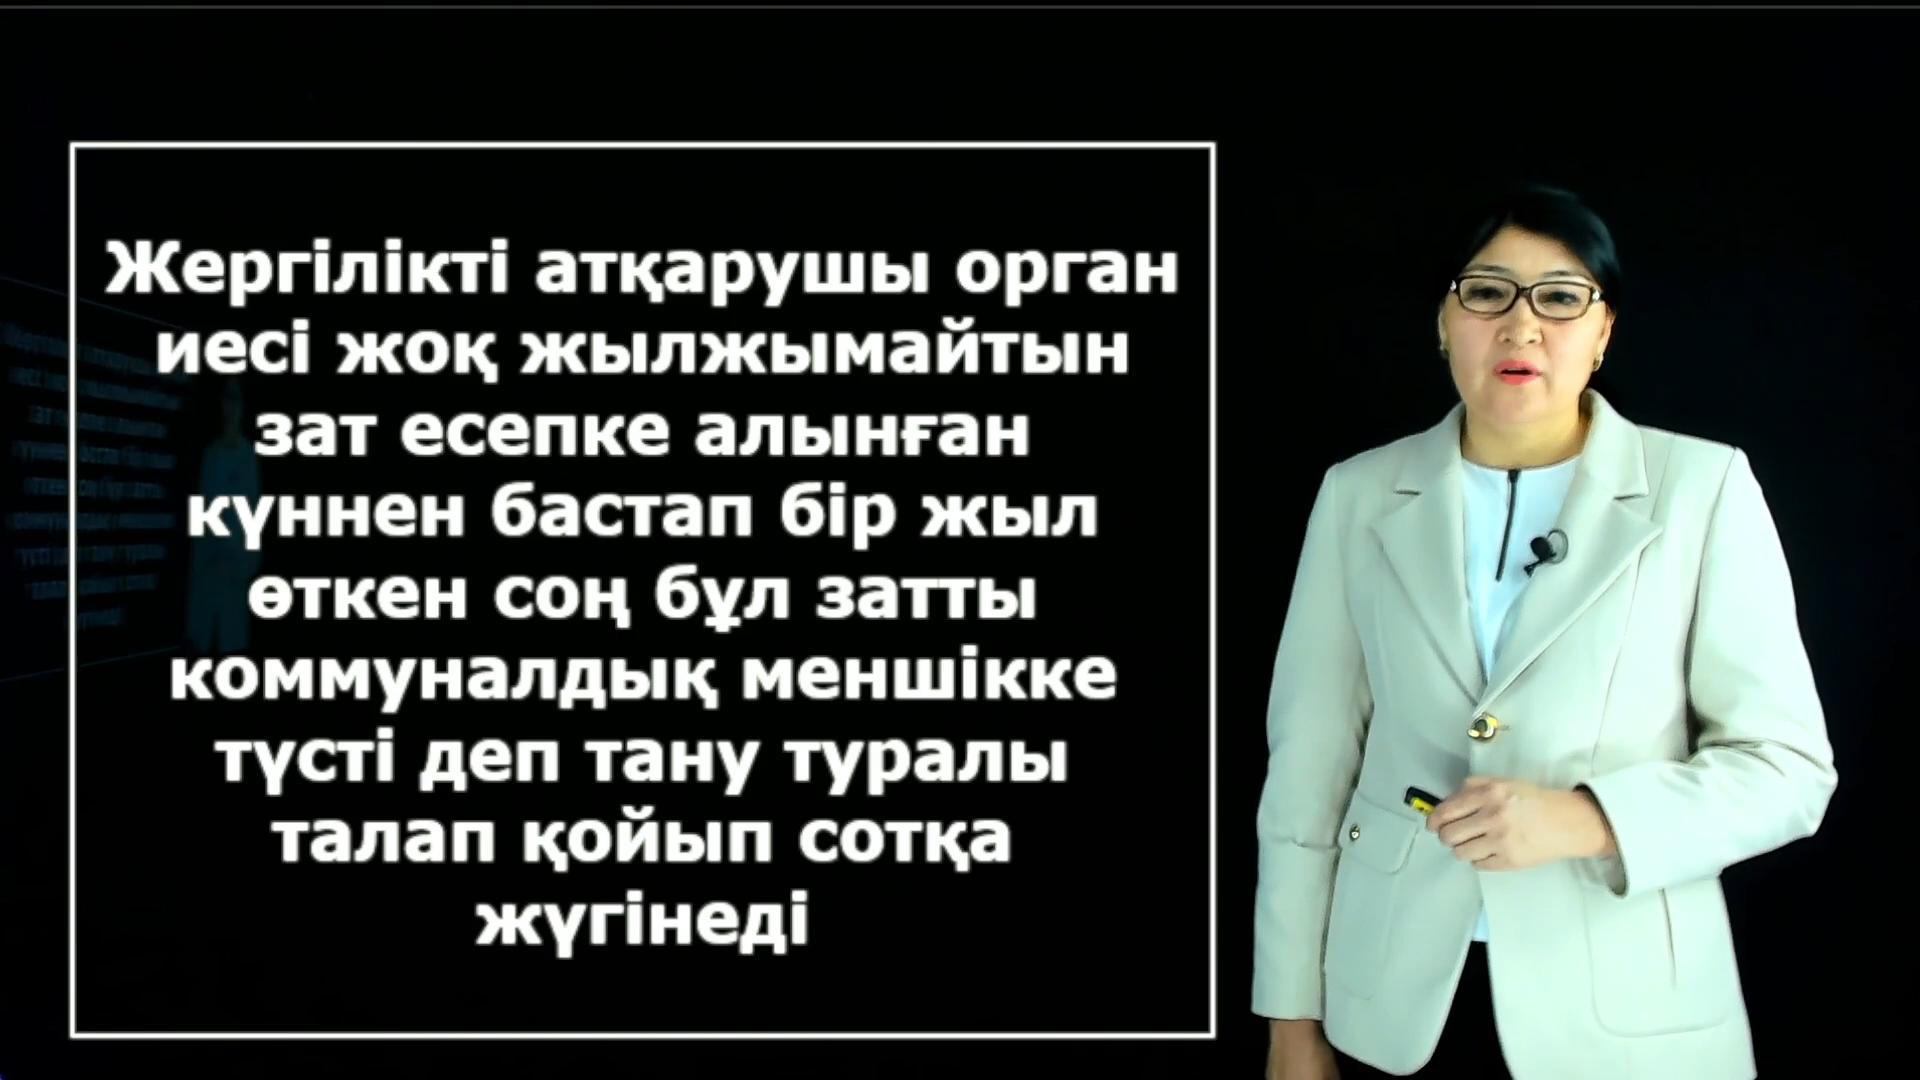 Жергілікті атқарушы орган
иесі жоқ жылжымайтын
зат есепке алынған
күннен бастап бір жыл
өткен соң бұл затты
коммуналдық меншікке
түсті деп тану туралы
талап қойып сотқа
жүгінеді